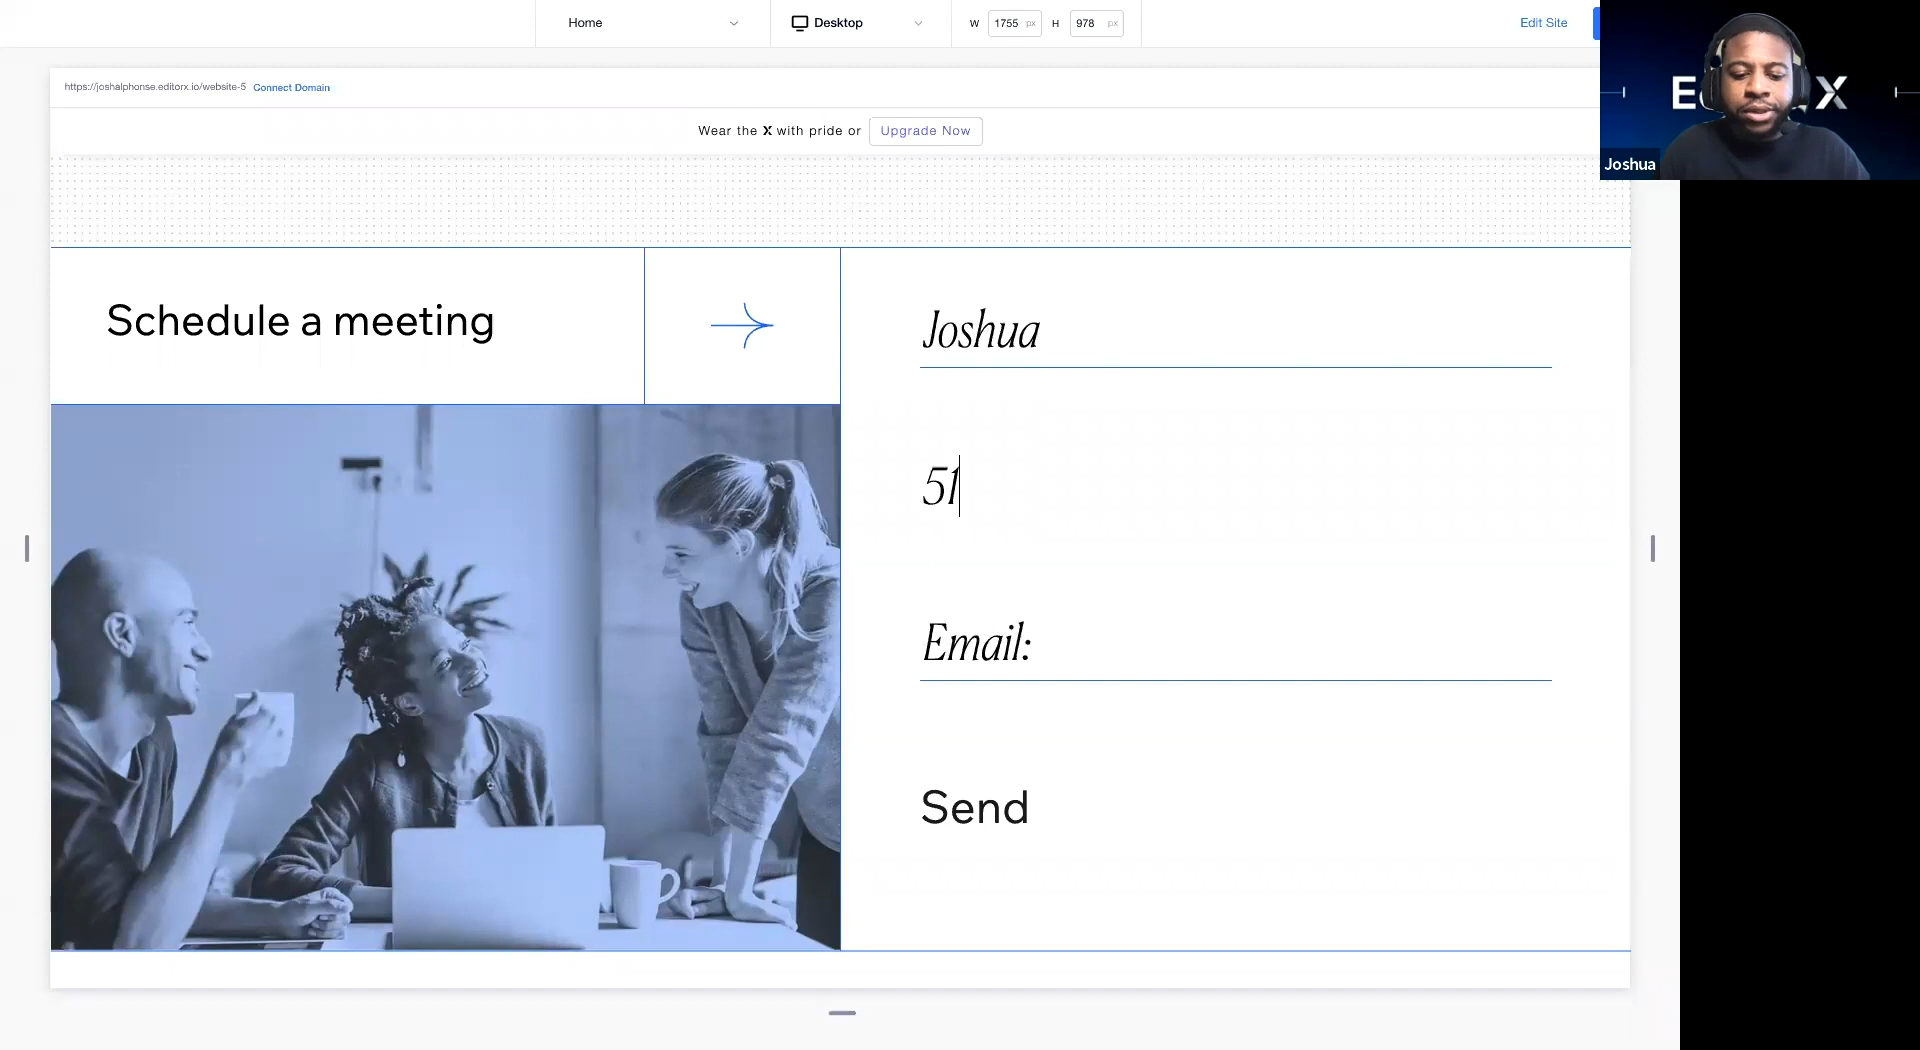 Home
Desktop
W 1755 px H 978 px
Edit Site
https://joshalphonse.editorx.io/website-5 Connect Domain
Wear the X with pride or Upgrade Now
E X
Joshua
Schedule a meeting
Joshua
51
Email:
Send